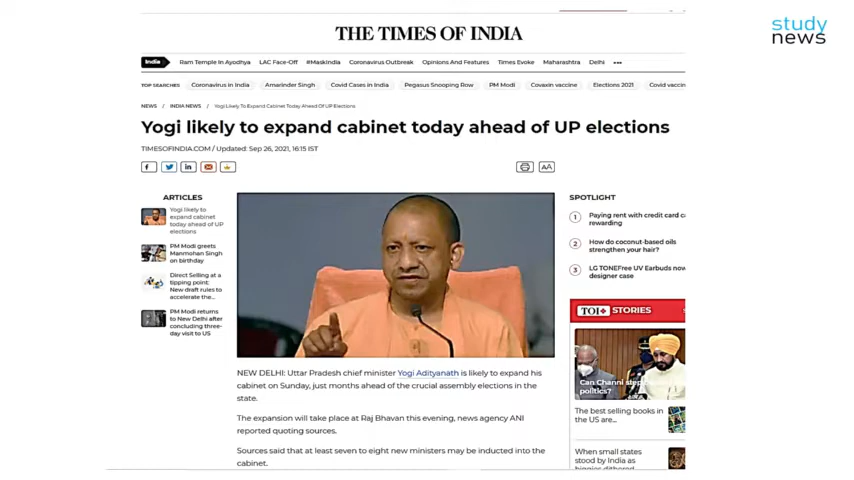 study
news
THE TIMES OF INDIA
India
Ram Temple In Ayodhya LAC Face-Off #MaskIndia Coronavirus Outbreak Opinions And Features Times Evoke Maharashtra Delhi •••
TOP SEARCHES Coronavirus in India Amarinder Singh Covid Cases in India Pegasus Snooping Row PM Modi Covaxin vaccine Elections 2021 Covid vaccin
NEWS / INDIA NEWS / Yogi Likely To Expand Cabinet Today Ahead Of UP Elections
Yogi likely to expand cabinet today ahead of UP elections
TIMESOFINDIA.COM / Updated: Sep 26, 2021, 16:15 IST
AA
ARTICLES
Yogi likely to
expand cabinet
today ahead of UP
elections
PM Modi greets
Manmohan Singh
on birthday
Direct Selling at a
tipping point:
New draft rules to
accelerate the...
PM Modi returns
to New Delhi after
concluding three-
day visit to US
NEW DELHI: Uttar Pradesh chief minister Yogi Adityanath is likely to expand his
cabinet on Sunday, just months ahead of the crucial assembly elections in the
state.
The expansion will take place at Raj Bhavan this evening, news agency ANI
reported quoting sources.
Sources said that at least seven to eight new ministers may be inducted into the
cabinet.
SPOTLIGHT
1 Paying rent with credit card c
rewarding
2 How do coconut-based oils
strengthen your hair?
3 LG TONEFree UV Earbuds now
designer case
TOI+ STORIES
Can Channi
politics?
The best selling books in
the US are...
When small states
stood by India as